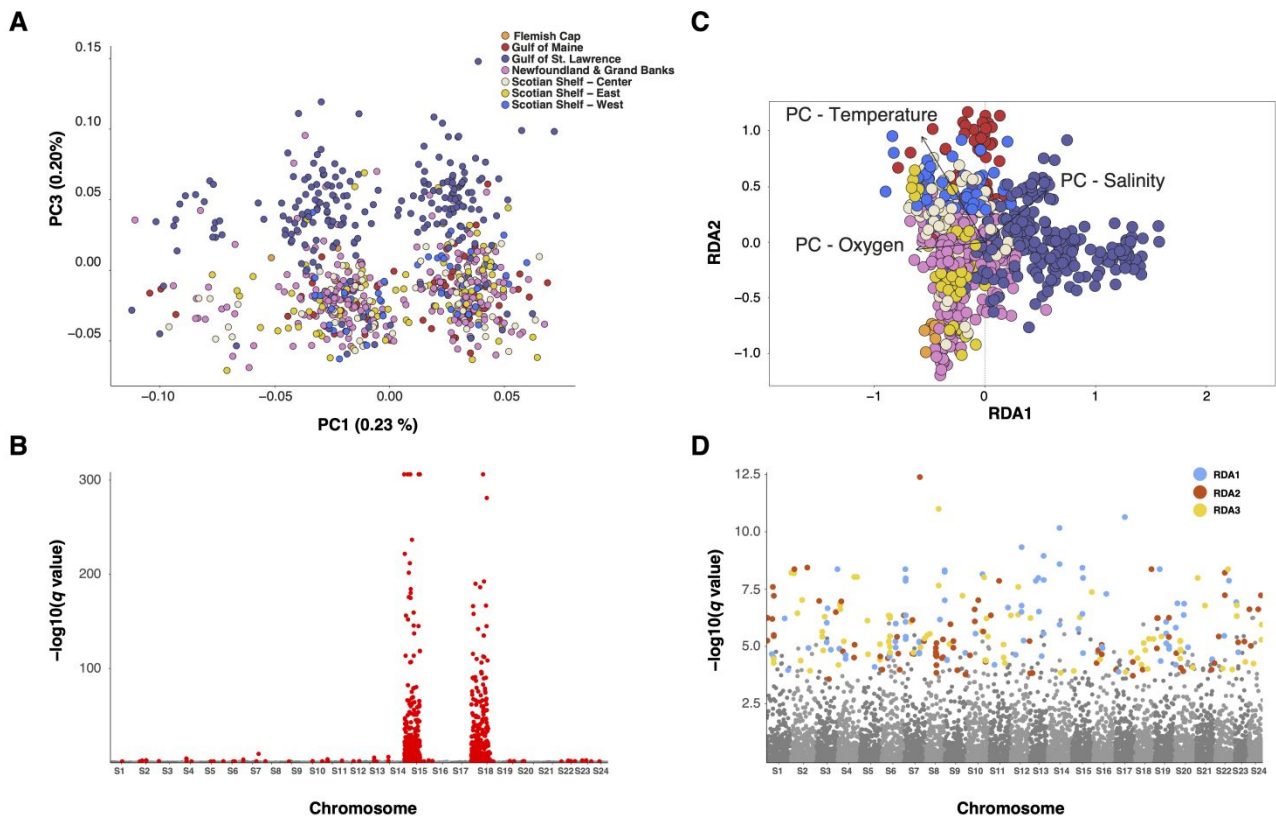 A
PC3 (0.20%)
0.15
0.10
0.05
0.00
−0.05
−0.10
−0.05
0.00
0.05
PC1 (0.23 %)
Flemish Cap
Gulf of Maine
Gulf of St. Lawrence
Newfoundland & Grand Banks
Scotian Shelf – Center
Scotian Shelf – East
Scotian Shelf – West
C
PC - Temperature
PC - Salinity
PC - Oxygen
RDA2
1.0
0.5
0.0
−0.5
−1.0
−1
0
1
2
RDA1
B
−log10(q value)
300
200
100
S1 S2 S3 S4 S5 S6 S7 S8 S9 S10 S11 S12 S13 S14 S15 S17 S18 S19 S20 S21 S22 S23 S24
Chromosome
D
−log10(q value)
12.5
10.0
7.5
5.0
2.5
RDA1
RDA2
RDA3
S1 S2 S3 S4 S5 S6 S7 S8 S9 S10 S11 S12 S13 S14 S15 S16 S17 S18 S19 S20 S21 S22 S23 S24
Chromosome